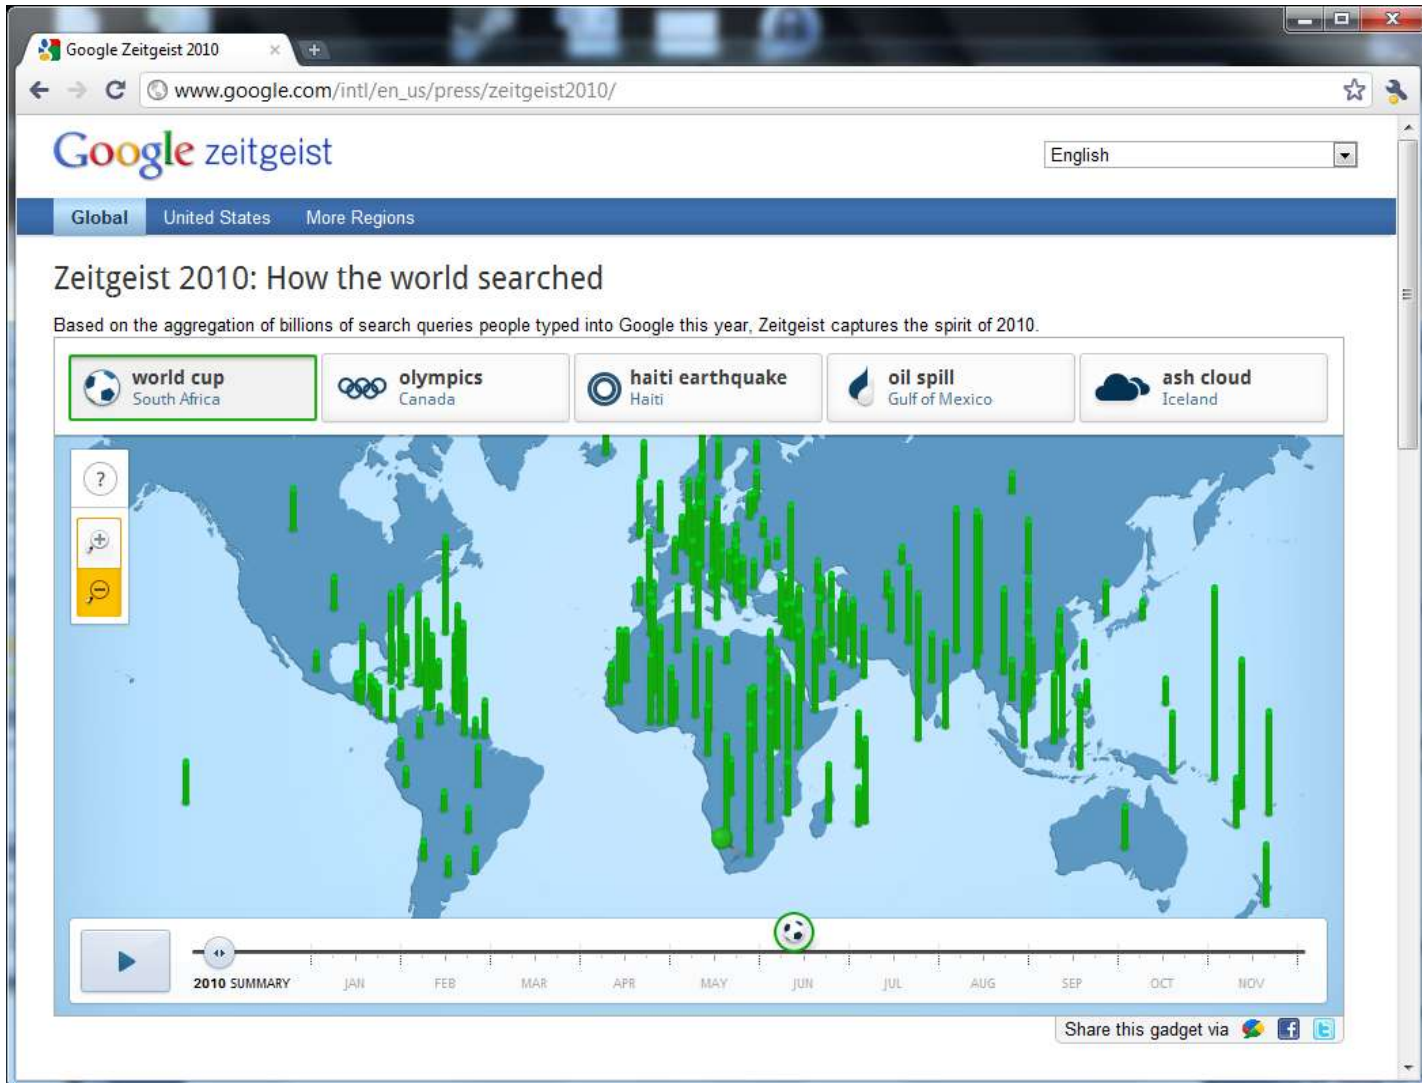 Google Zeitgeist 2010
www.google.com/intl/en_us/press/zeitgeist2010/
Google zeitgeist
English
Global United States More Regions
Zeitgeist 2010: How the world searched
Based on the aggregation of billions of search queries people typed into Google this year, Zeitgeist captures the spirit of 2010.
world cup olympics haiti earthquake oil spill ash cloud
South Africa Canada Haiti Gulf of Mexico Iceland
?
2010 SUMMARY JAN FEB MAR APR MAY JUN JUL AUG SEP OCT NOV
Share this gadget via